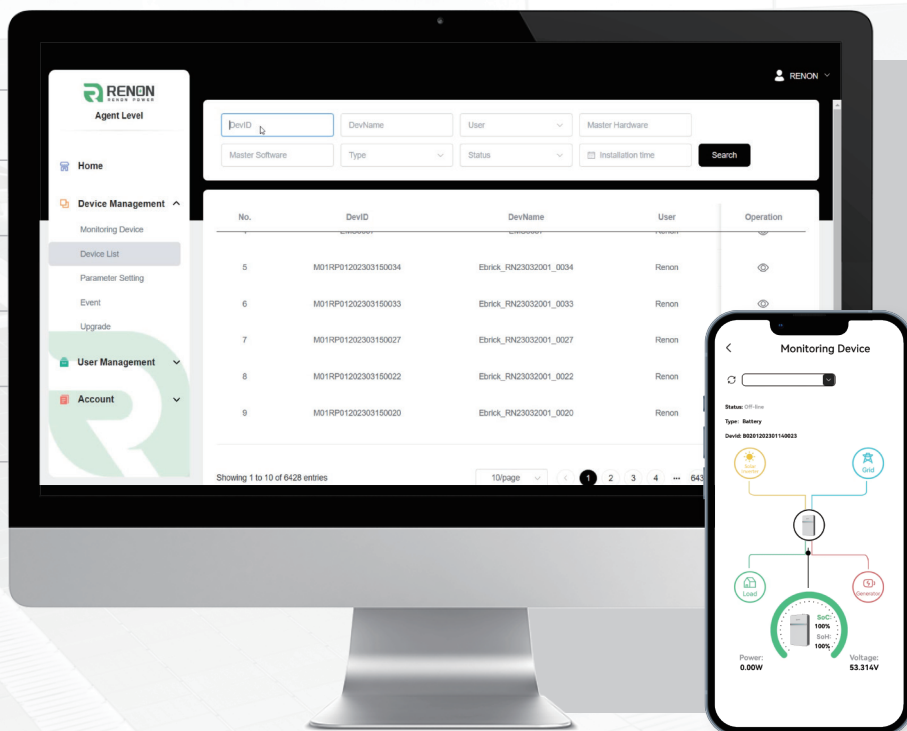 RENON
RENON POWER
Agent Level
Home
Device Management
Monitoring Device
Device List
Parameter Setting
Event
Upgrade
User Management
Account
RENON
DevID
DevName
User
Master Hardware
Master Software
Type
Status
Installation time
Search
No. DevID DevName User Operation
5 M01RP01202303150034 Ebrick_RN23032001_0034 Renon
6 M01RP01202303150033 Ebrick_RN23032001_0033 Renon
7 M01RP01202303150027 Ebrick_RN23032001_0027 Renon
8 M01RP01202303150022 Ebrick_RN23032001_0022 Renon
9 M01RP01202303150020 Ebrick_RN23032001_0020 Renon
Showing 1 to 10 of 6428 entries
10/page
< 1 2 3 4 ••• 643
Monitoring Device
Status: Off-line
Type: Battery
DevId: B0201202301140023
Solar
Grid
Load
Generator
SoC:
100%
SoH:
100%
Power:
0.00W
Voltage:
53.314V